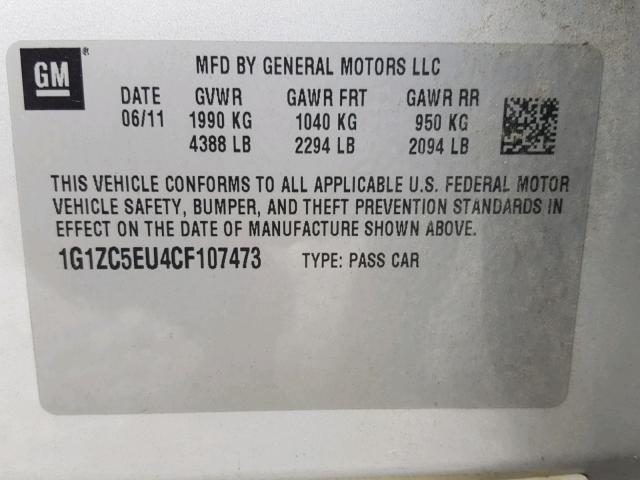 GM®
MFD BY GENERAL MOTORS LLC
DATE GVWR GAWR FRT GAWR RR
06/11 1990 KG 1040 KG 950 KG
4388 LB 2294 LB 2094 LB
THIS VEHICLE CONFORMS TO ALL APPLICABLE U.S. FEDERAL MOTOR
VEHICLE SAFETY, BUMPER, AND THEFT PREVENTION STANDARDS IN
EFFECT ON THE DATE OF MANUFACTURE SHOWN ABOVE.
1G1ZC5EU4CF107473 TYPE: PASS CAR